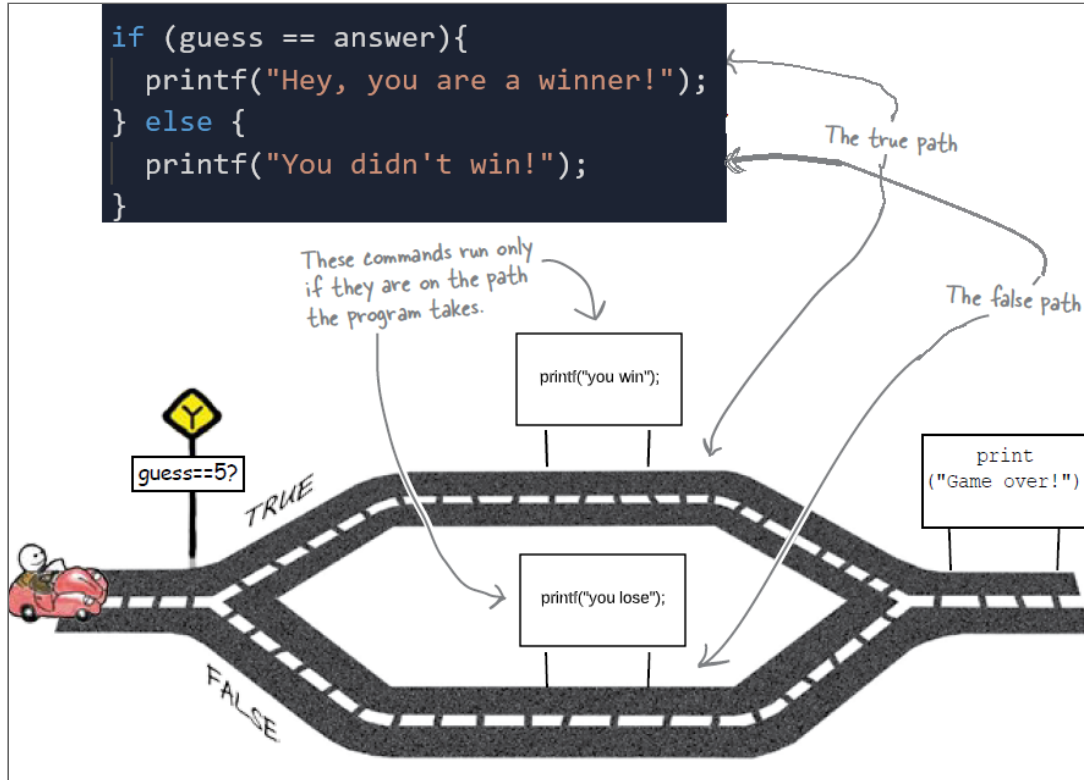 if (guess == answer){
printf("Hey, you are a winner!");
} else {
printf("You didn't win!");
}
The true path
These commands run only
if they are on the path
the program takes.
The false path
printf("you win");
Y
guess==5?
TRUE
print
("Game over!")
printf("you lose");
FALSE